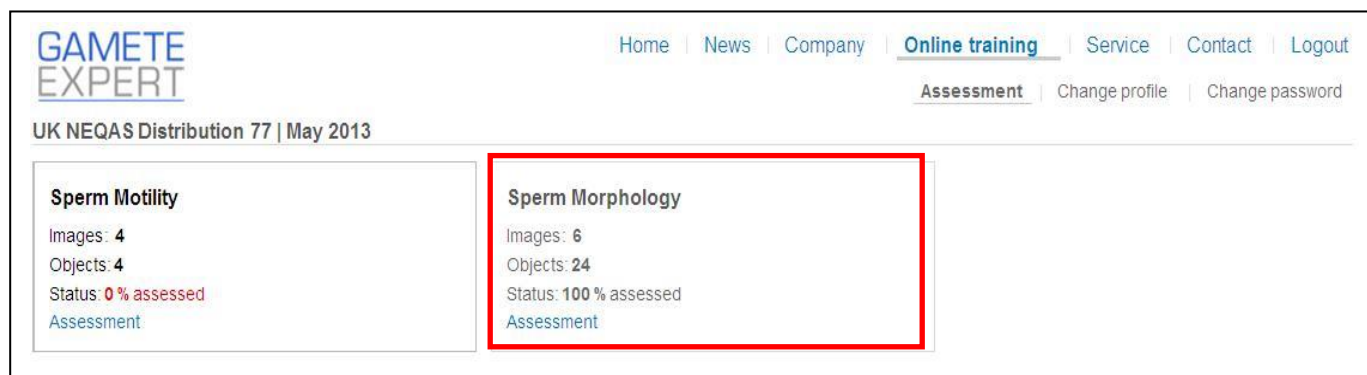 GAMETE
EXPERT
Home | News | Company | Online training | Service | Contact | Logout
Assessment | Change profile | Change password
UK NEQAS Distribution 77 | May 2013
Sperm Motility
Images: 4
Objects: 4
Status: 0 % assessed
Assessment
Sperm Morphology
Images: 6
Objects: 24
Status: 100 % assessed
Assessment